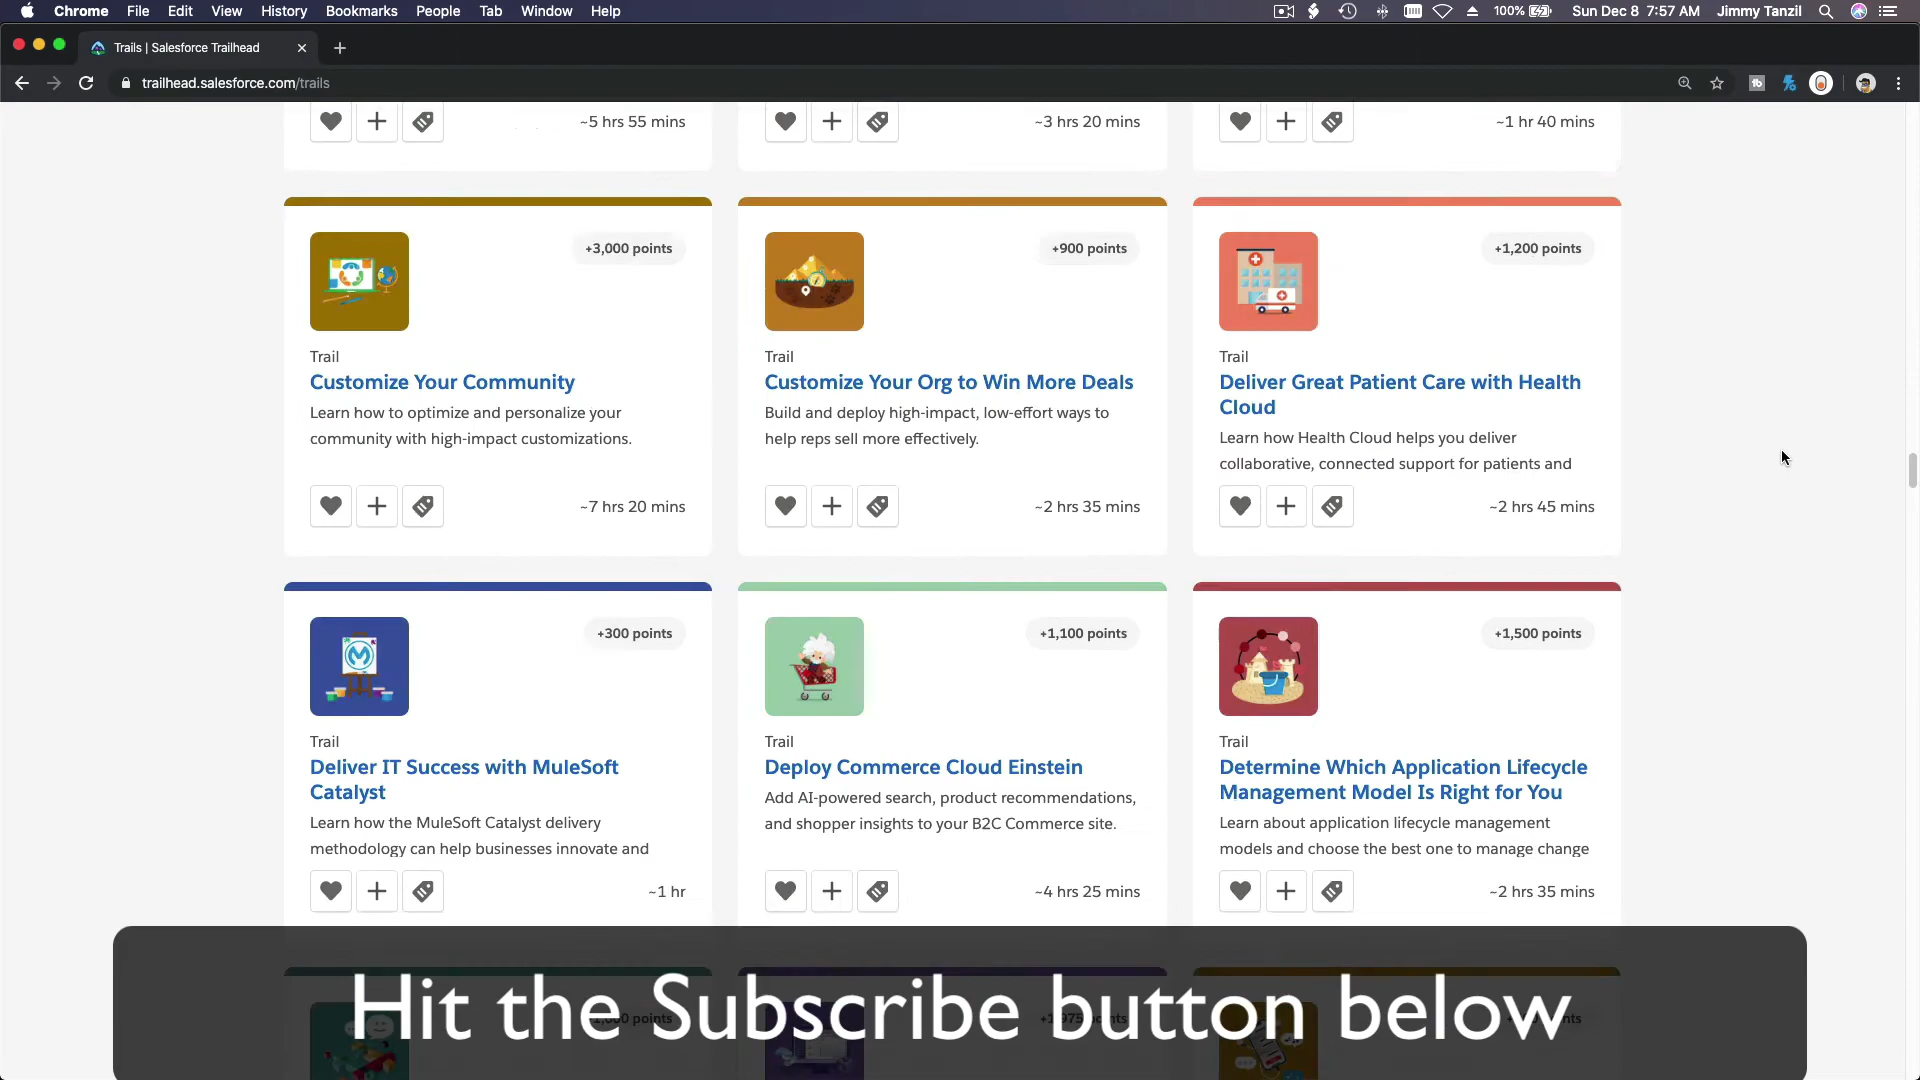 Chrome File Edit View History Bookmarks People Tab Window Help 100% Sun Dec 8 7:57 AM Jimmy Tanzil
Trails | Salesforce Trailhead
trailhead.salesforce.com/trails
~5 hrs 55 mins
~3 hrs 20 mins
~1 hr 40 mins
+3,000 points
Trail
Customize Your Community
Learn how to optimize and personalize your
community with high-impact customizations.
~7 hrs 20 mins
+900 points
Trail
Customize Your Org to Win More Deals
Build and deploy high-impact, low-effort ways to
help reps sell more effectively.
~2 hrs 35 mins
+1,200 points
Trail
Deliver Great Patient Care with Health
Cloud
Learn how Health Cloud helps you deliver
collaborative, connected support for patients and
~2 hrs 45 mins
+300 points
Trail
Deliver IT Success with MuleSoft
Catalyst
Learn how the MuleSoft Catalyst delivery
methodology can help businesses innovate and
~1 hr
+1,100 points
Trail
Deploy Commerce Cloud Einstein
Add AI-powered search, product recommendations,
and shopper insights to your B2C Commerce site.
~4 hrs 25 mins
+1,500 points
Trail
Determine Which Application Lifecycle
Management Model Is Right for You
Learn about application lifecycle management
models and choose the best one to manage change
~2 hrs 35 mins
Hit the Subscribe button below